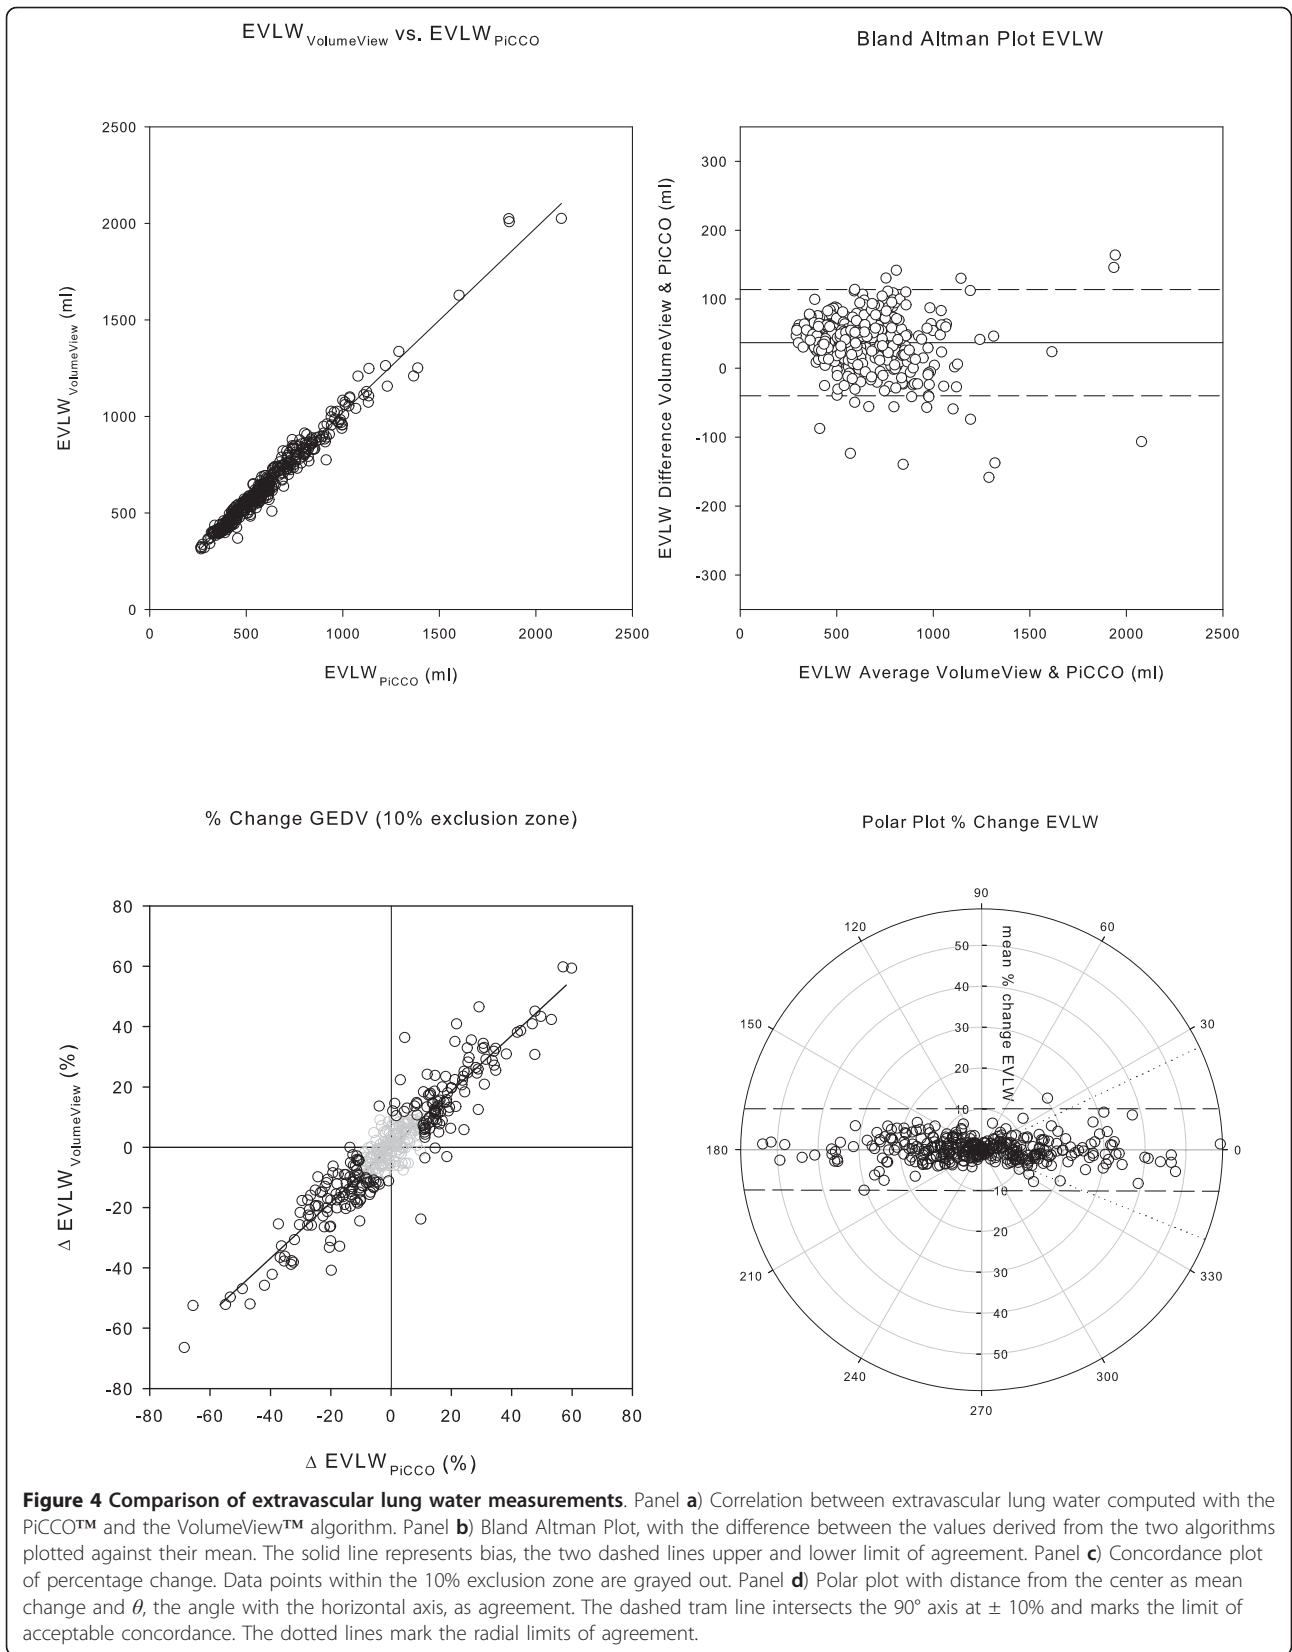 EVLW VolumeView vs. EVLW PiCCO
2500
2000
1500
1000
500
0
EVLW VolumeView (ml)
0 500 1000 1500 2000 2500
EVLW PiCCO (ml)
Bland Altman Plot EVLW
300
200
100
0
-100
-200
-300
EVLW Difference VolumeView & PiCCO (ml)
0 500 1000 1500 2000 2500
EVLW Average VolumeView & PiCCO (ml)
% Change GEDV (10% exclusion zone)
80
60
40
20
0
-20
-40
-60
-80
Δ EVLW VolumeView (%)
-80 -60 -40 -20 0 20 40 60 80
Δ EVLW PiCCO (%)
Polar Plot % Change EVLW
90
120 60
150 30
180 0
210 330
240 300
270
50
40
30
20
10
10
20
30
40
50
mean % change EVLW
Figure 4 Comparison of extravascular lung water measurements. Panel a) Correlation between extravascular lung water computed with the
PiCCO™ and the VolumeView™ algorithm. Panel b) Bland Altman Plot, with the difference between the values derived from the two algorithms
plotted against their mean. The solid line represents bias, the two dashed lines upper and lower limit of agreement. Panel c) Concordance plot
of percentage change. Data points within the 10% exclusion zone are grayed out. Panel d) Polar plot with distance from the center as mean
change and θ, the angle with the horizontal axis, as agreement. The dashed tram line intersects the 90° axis at ± 10% and marks the limit of
acceptable concordance. The dotted lines mark the radial limits of agreement.